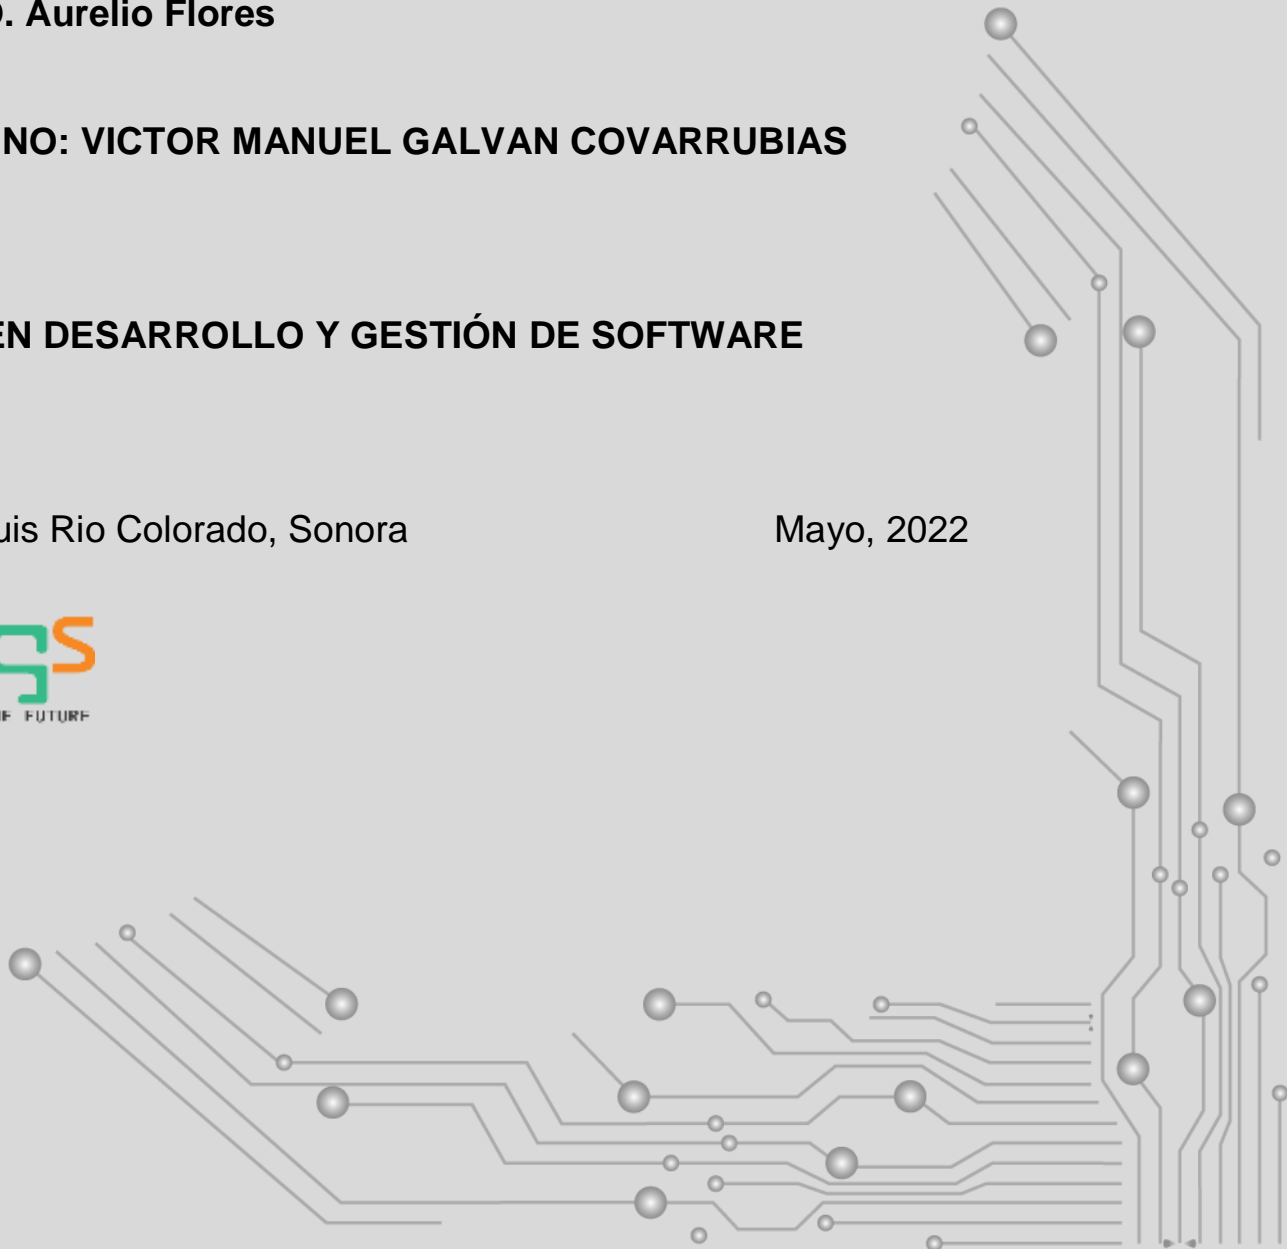 . Aurelio Flores
NO: VICTOR MANUEL GALVAN COVARRUBIAS
EN DESARROLLO Y GESTIÓN DE SOFTWARE
uis Rio Colorado, Sonora Mayo, 2022
S
FUTURE